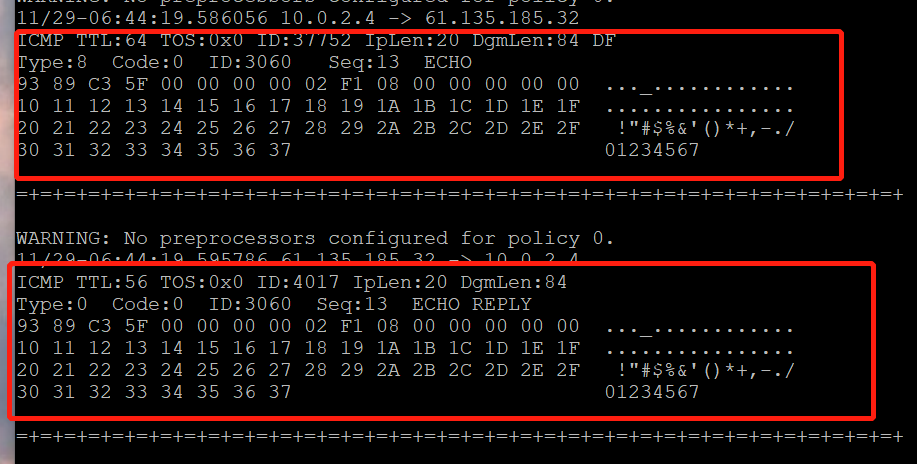 WARNING: No preprocessors configured for policy 0.
11/29-06:44:19.586056 10.0.2.4 -> 61.135.185.32
ICMP TTL:64 TOS:0x0 ID:37752 IpLen:20 DgmLen:84 DF
Type:8  Code:0  ID:3060   Seq:13  ECHO
93 89 C3 5F 00 00 00 00 02 F1 08 00 00 00 00 00  ..._............
10 11 12 13 14 15 16 17 18 19 1A 1B 1C 1D 1E 1F  ................
20 21 22 23 24 25 26 27 28 29 2A 2B 2C 2D 2E 2F   !"#$%&'()*+,-./
30 31 32 33 34 35 36 37                          01234567
=+=+=+=+=+=+=+=+=+=+=+=+=+=+=+=+=+=+=+=+=+=+=+=+=+=+=+=+=+=+=+=+=+=+=+=+=+
WARNING: No preprocessors configured for policy 0.
11/29-06:44:19.595786 61.135.185.32 -> 10.0.2.4
ICMP TTL:56 TOS:0x0 ID:4017 IpLen:20 DgmLen:84
Type:0  Code:0  ID:3060  Seq:13  ECHO REPLY
93 89 C3 5F 00 00 00 00 02 F1 08 00 00 00 00 00  ..._............
10 11 12 13 14 15 16 17 18 19 1A 1B 1C 1D 1E 1F  ................
20 21 22 23 24 25 26 27 28 29 2A 2B 2C 2D 2E 2F   !"#$%&'()*+,-./
30 31 32 33 34 35 36 37                          01234567
=+=+=+=+=+=+=+=+=+=+=+=+=+=+=+=+=+=+=+=+=+=+=+=+=+=+=+=+=+=+=+=+=+=+=+=+=+